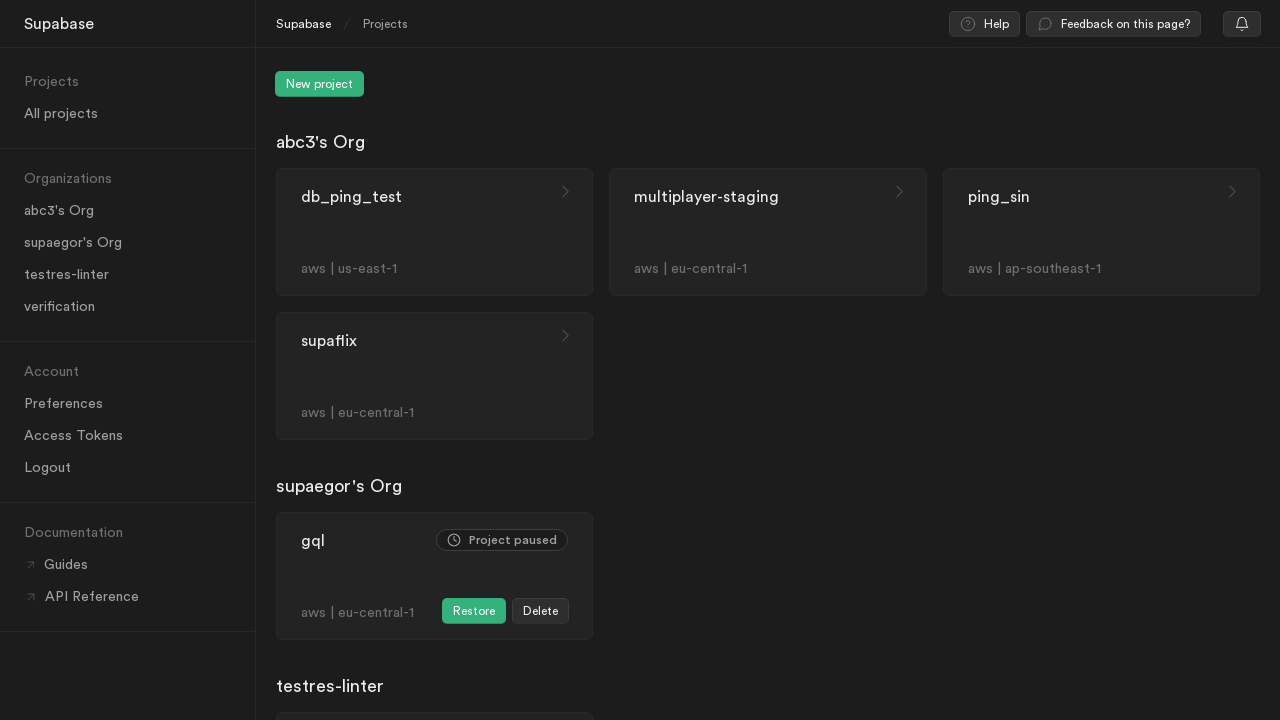 Supabase
Projects
All projects
Organizations
abc3's Org
supaegor's Org
testres-linter
verification
Account
Preferences
Access Tokens
Logout
Documentation
Guides
API Reference
Supabase / Projects
Help
Feedback on this page?
New project
abc3's Org
db_ping_test
aws | us-east-1
multiplayer-staging
aws | eu-central-1
ping_sin
aws | ap-southeast-1
supaflix
aws | eu-central-1
supaegor's Org
gql
Project paused
aws | eu-central-1
Restore
Delete
testres-linter